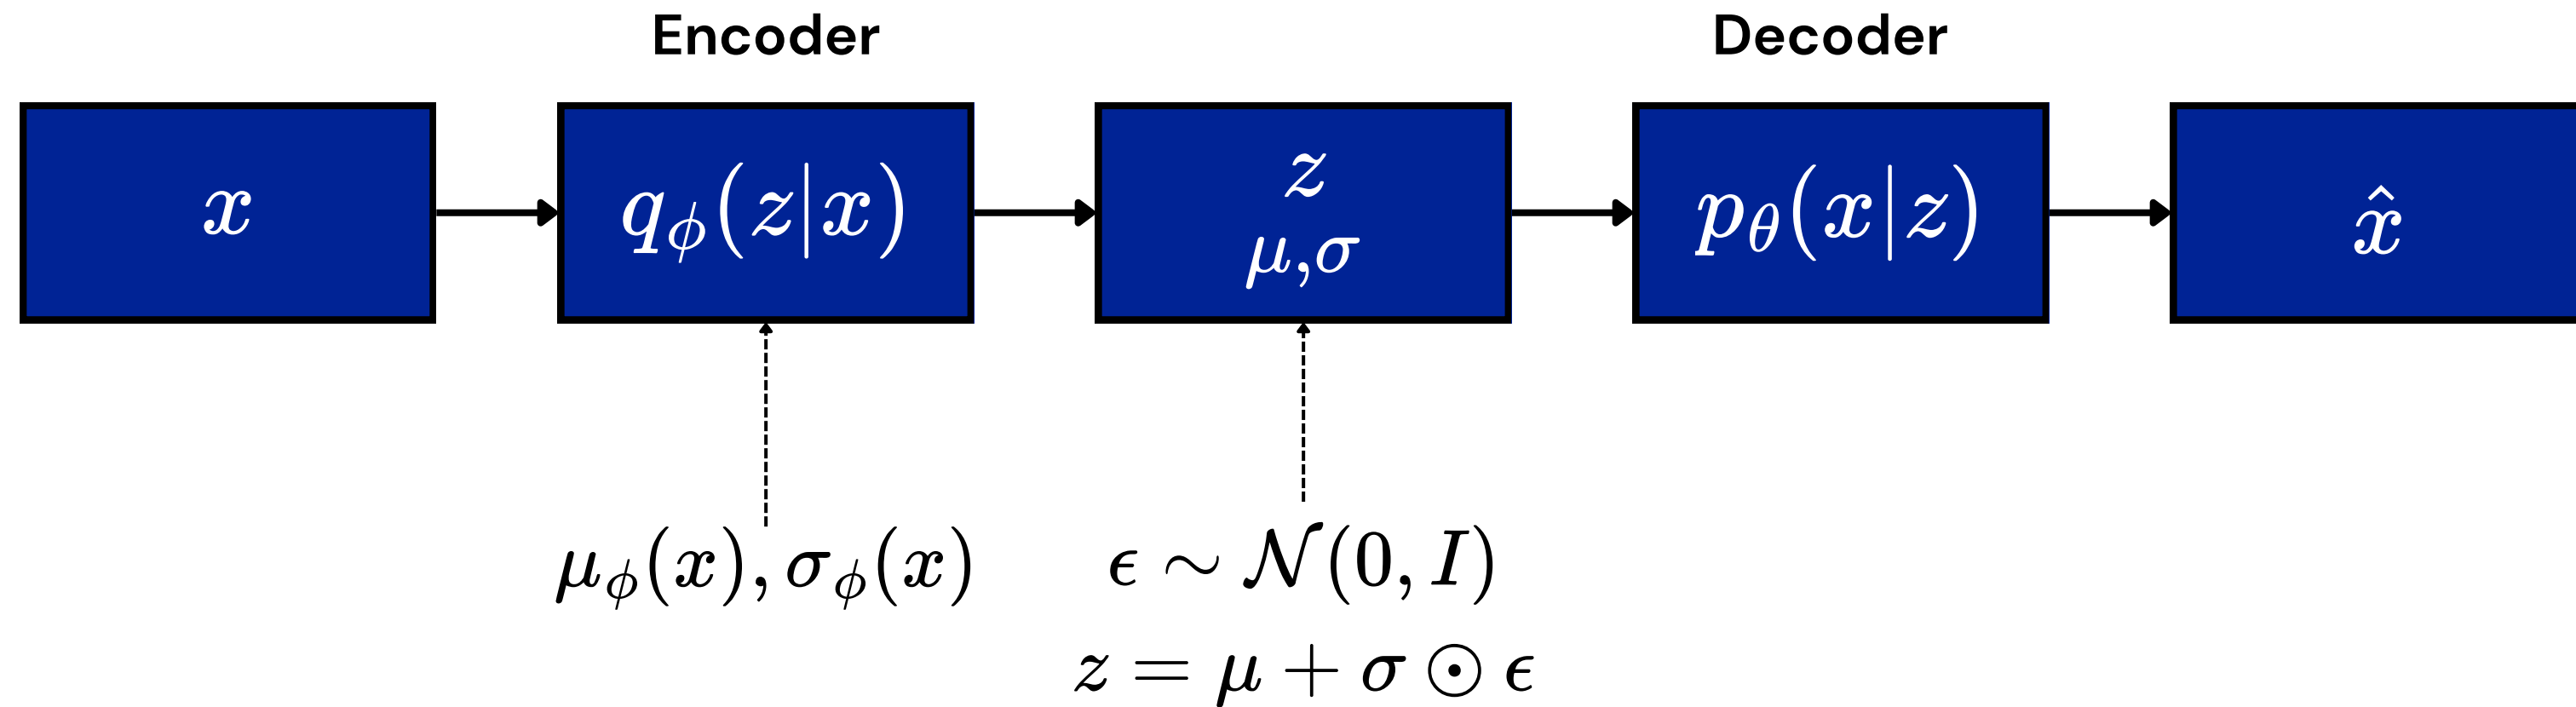 Encoder
Decoder
x
q_ϕ(z|x)
z
μ,σ
p_θ(x|z)
x̂
μ_ϕ(x), σ_ϕ(x)
ϵ ∼ 𝒩(0, I)
z = μ + σ ⊙ ϵ